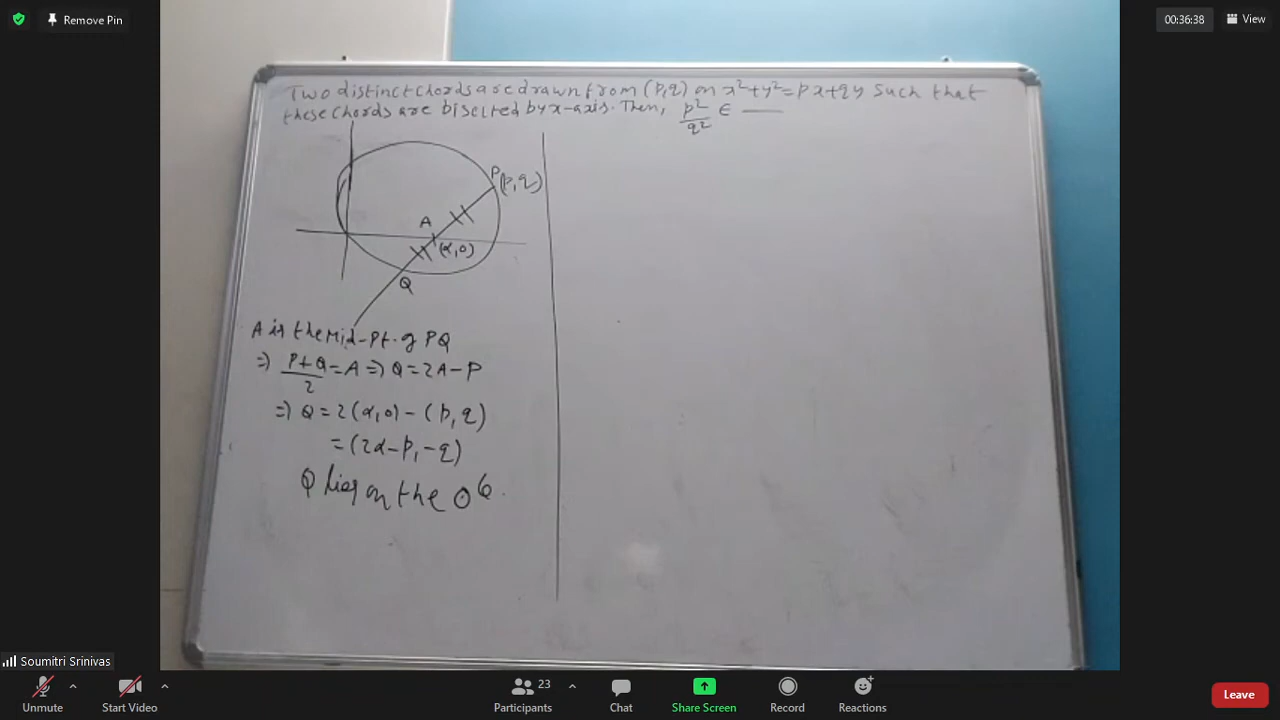 Remove Pin
00:36:38
View
Two distinct chords are drawn from (p,q) on x²+y²=px+qy such that
these chords are bisected by x-axis. Then, p²/q² ∈ ___
P(p,q)
A
(α,0)
Q
A is the Mid-Pt. of PQ
⇒ P+Q/2 = A ⇒ Q = 2A-P
⇒ Q = 2(α,0) - (p,q)
= (2α-p,-q)
Q lies on the ⊙
Soumitri Srinivas
Unmute
Start Video
23
Participants
Chat
Share Screen
Record
Reactions
Leave